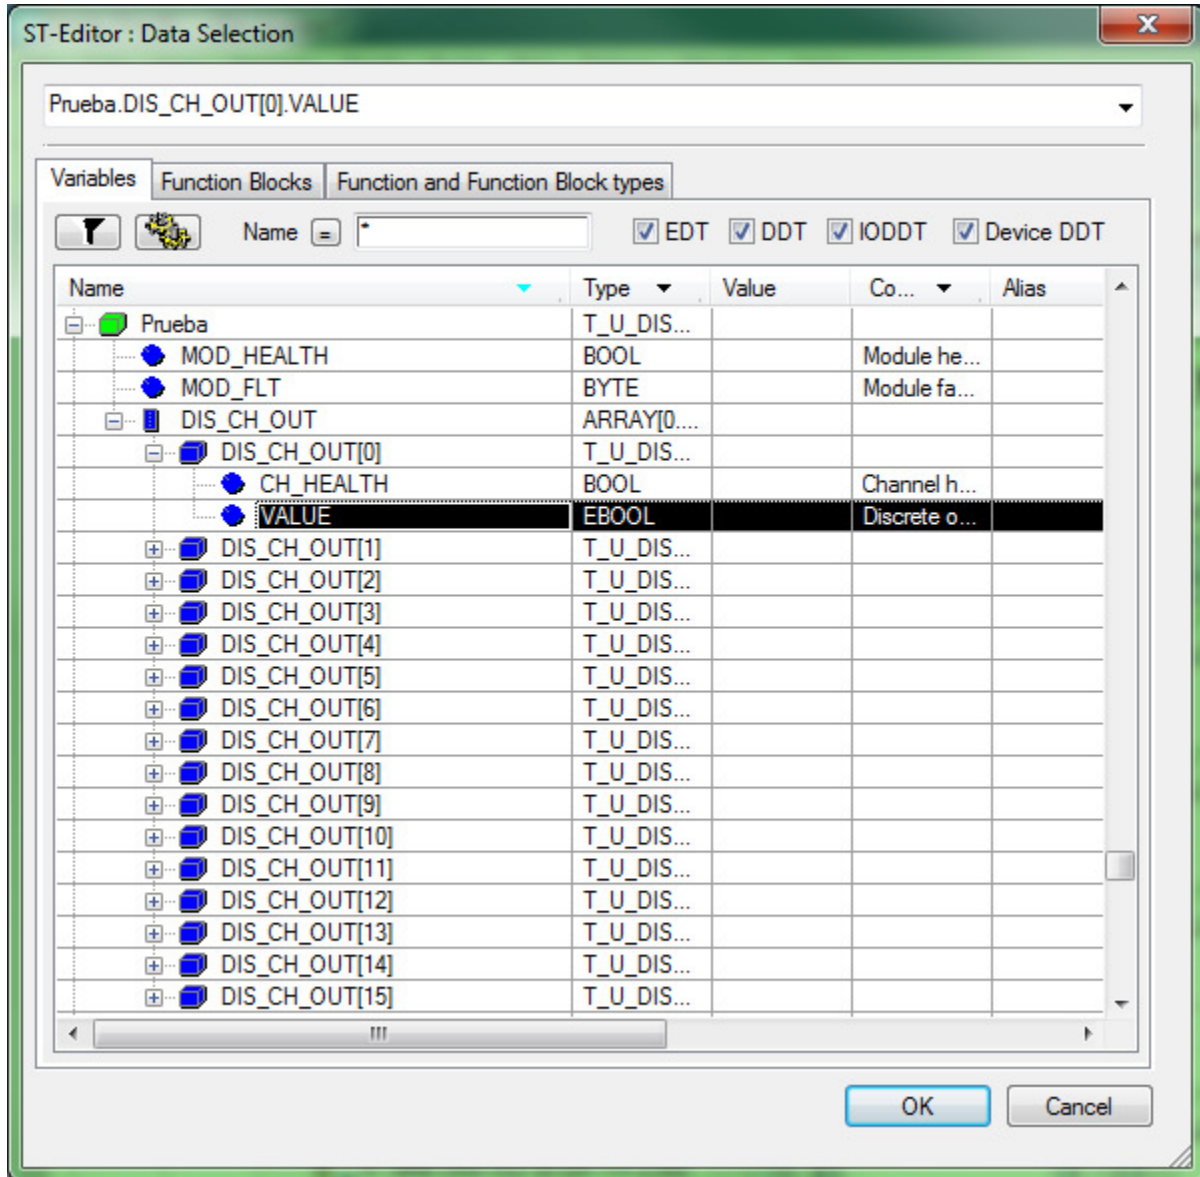 ST-Editor : Data Selection
Prueba.DIS_CH_OUT[0].VALUE
Variables Function Blocks Function and Function Block types
Name = * EDT DDT IODDT Device DDT
Name Type Value Co... Alias
Prueba T_U_DIS...
MOD_HEALTH BOOL Module he...
MOD_FLT BYTE Module fa...
DIS_CH_OUT ARRAY[0....
DIS_CH_OUT[0] T_U_DIS...
CH_HEALTH BOOL Channel h...
VALUE EBOOL Discrete o...
DIS_CH_OUT[1] T_U_DIS...
DIS_CH_OUT[2] T_U_DIS...
DIS_CH_OUT[3] T_U_DIS...
DIS_CH_OUT[4] T_U_DIS...
DIS_CH_OUT[5] T_U_DIS...
DIS_CH_OUT[6] T_U_DIS...
DIS_CH_OUT[7] T_U_DIS...
DIS_CH_OUT[8] T_U_DIS...
DIS_CH_OUT[9] T_U_DIS...
DIS_CH_OUT[10] T_U_DIS...
DIS_CH_OUT[11] T_U_DIS...
DIS_CH_OUT[12] T_U_DIS...
DIS_CH_OUT[13] T_U_DIS...
DIS_CH_OUT[14] T_U_DIS...
DIS_CH_OUT[15] T_U_DIS...
OK Cancel